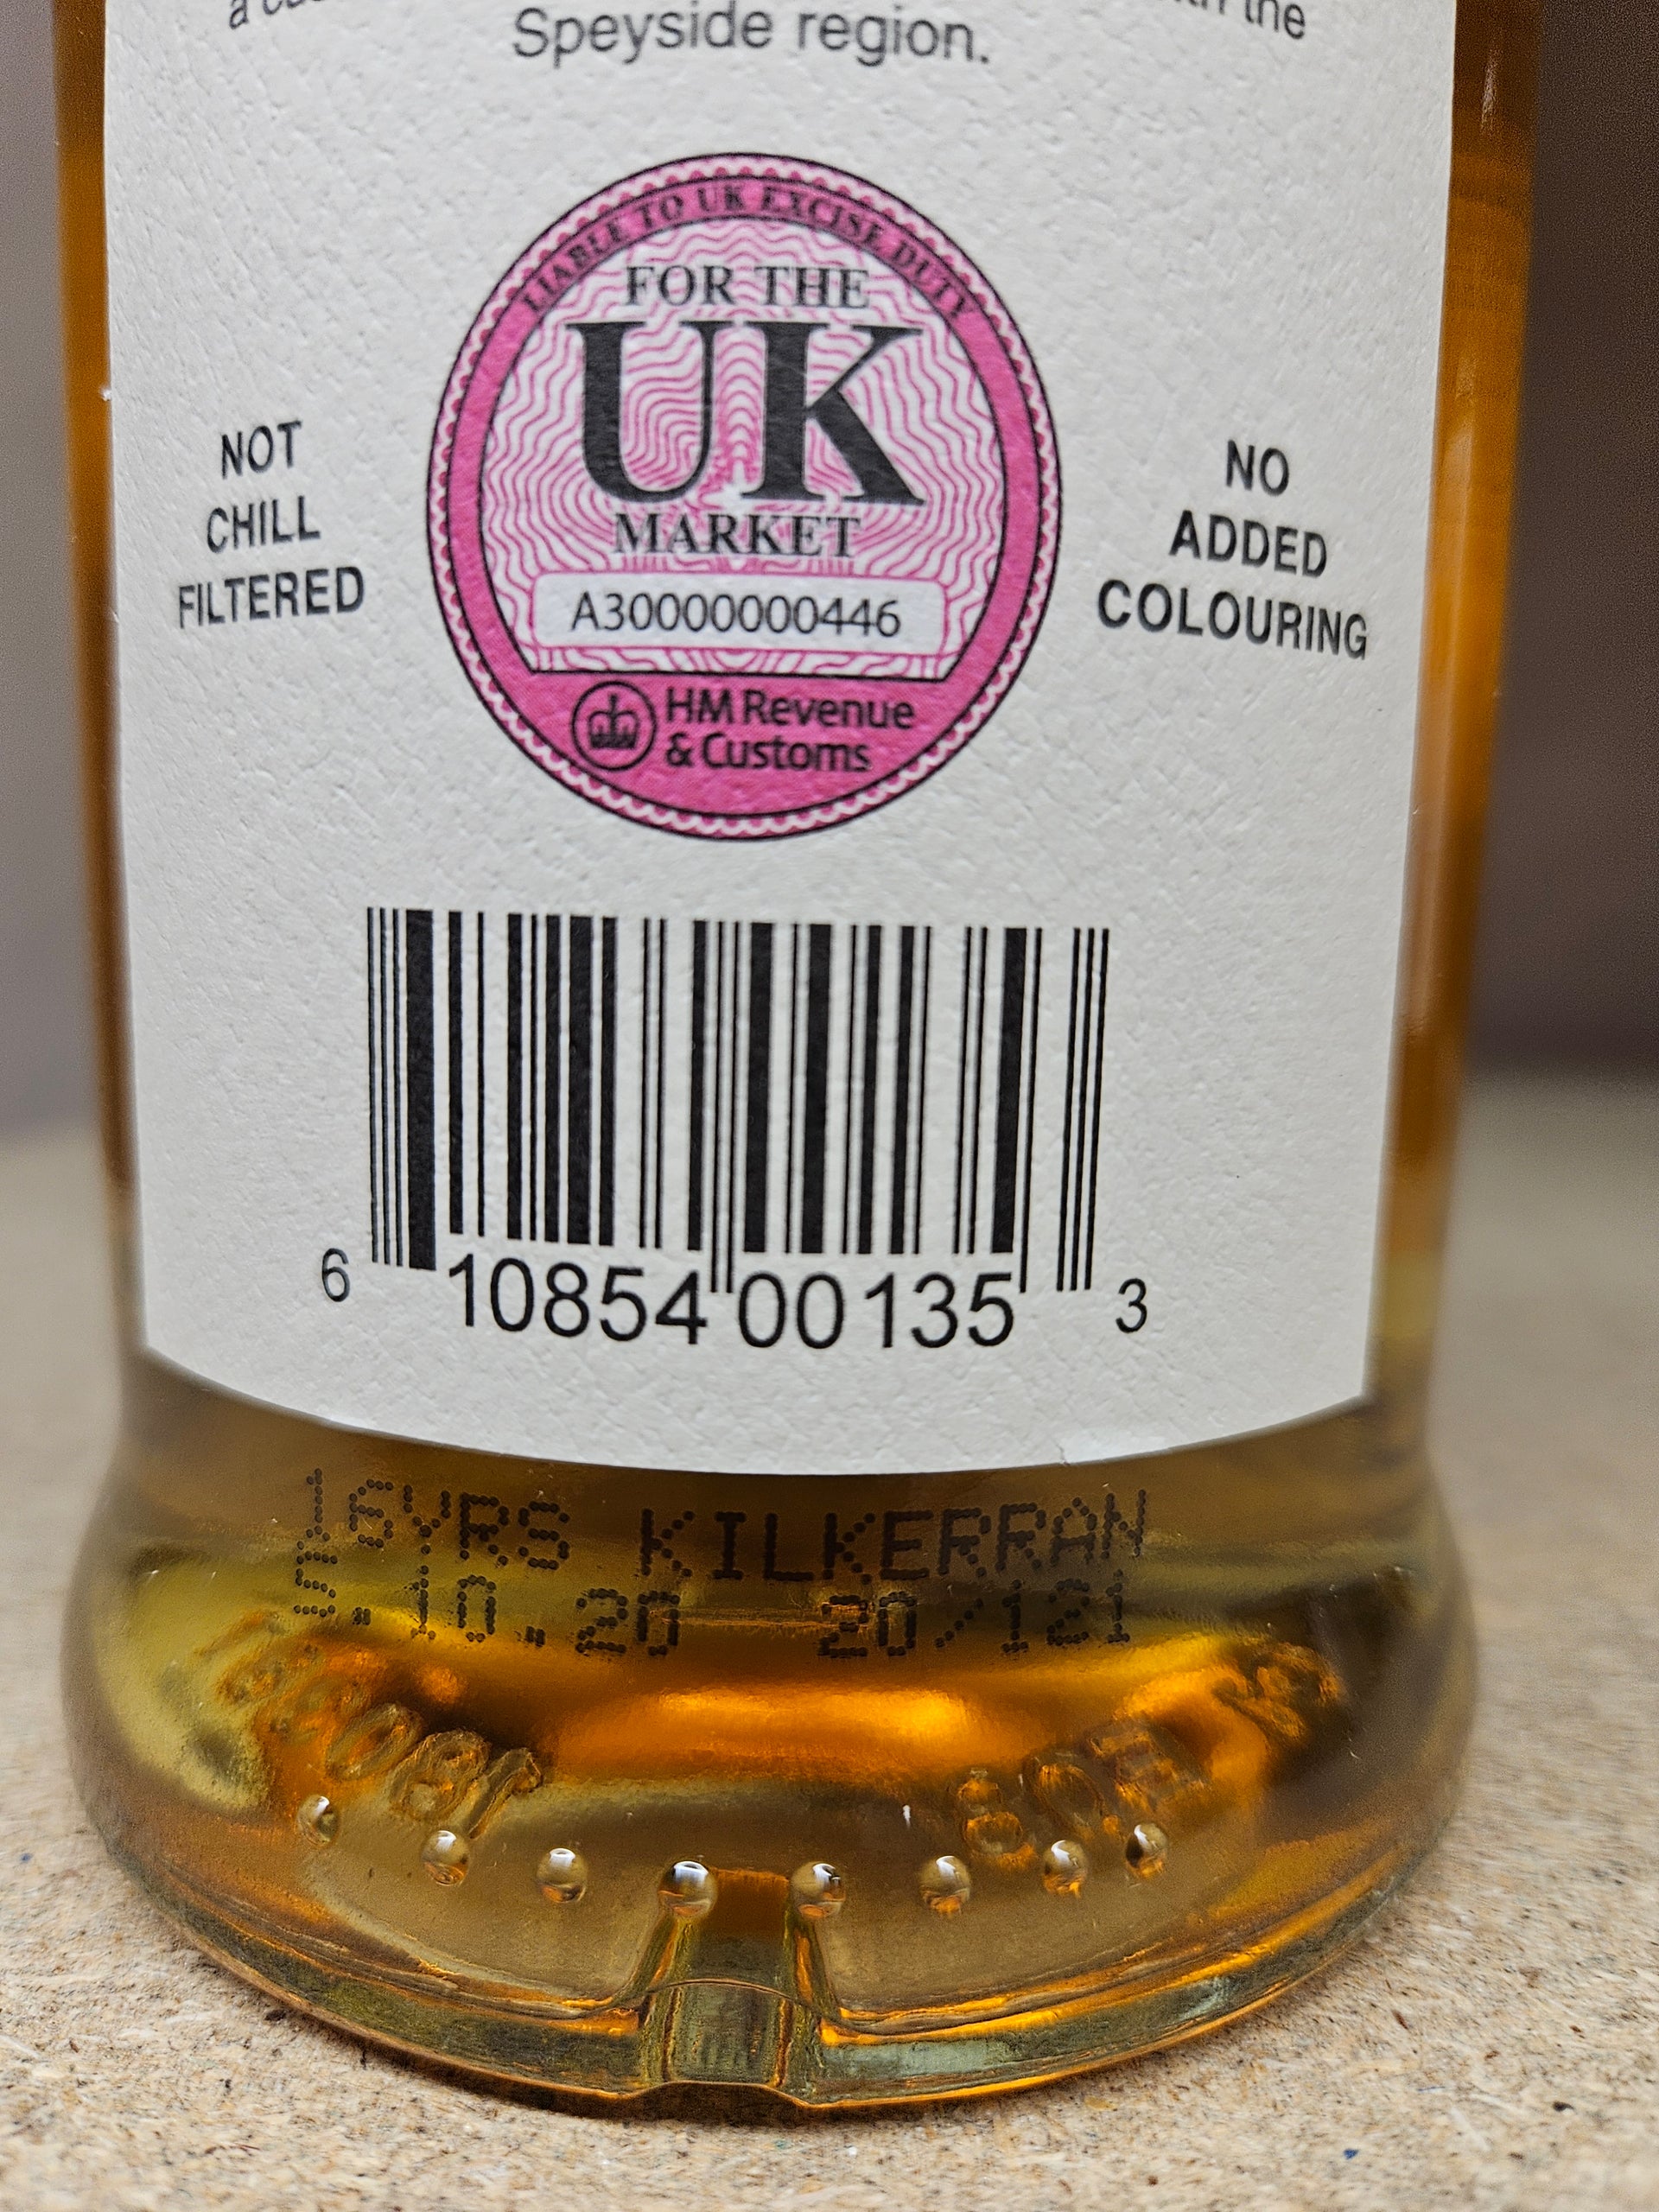 the
Speyside region.
LIABLE TO UK EXCISE DUTY
FOR THE
UK
MARKET
A30000000446
HM Revenue
& Customs
NOT
CHILL
FILTERED
NO
ADDED
COLOURING
6 10854 00135 3
16YRS KILKERRAN
5.10.20 20/121